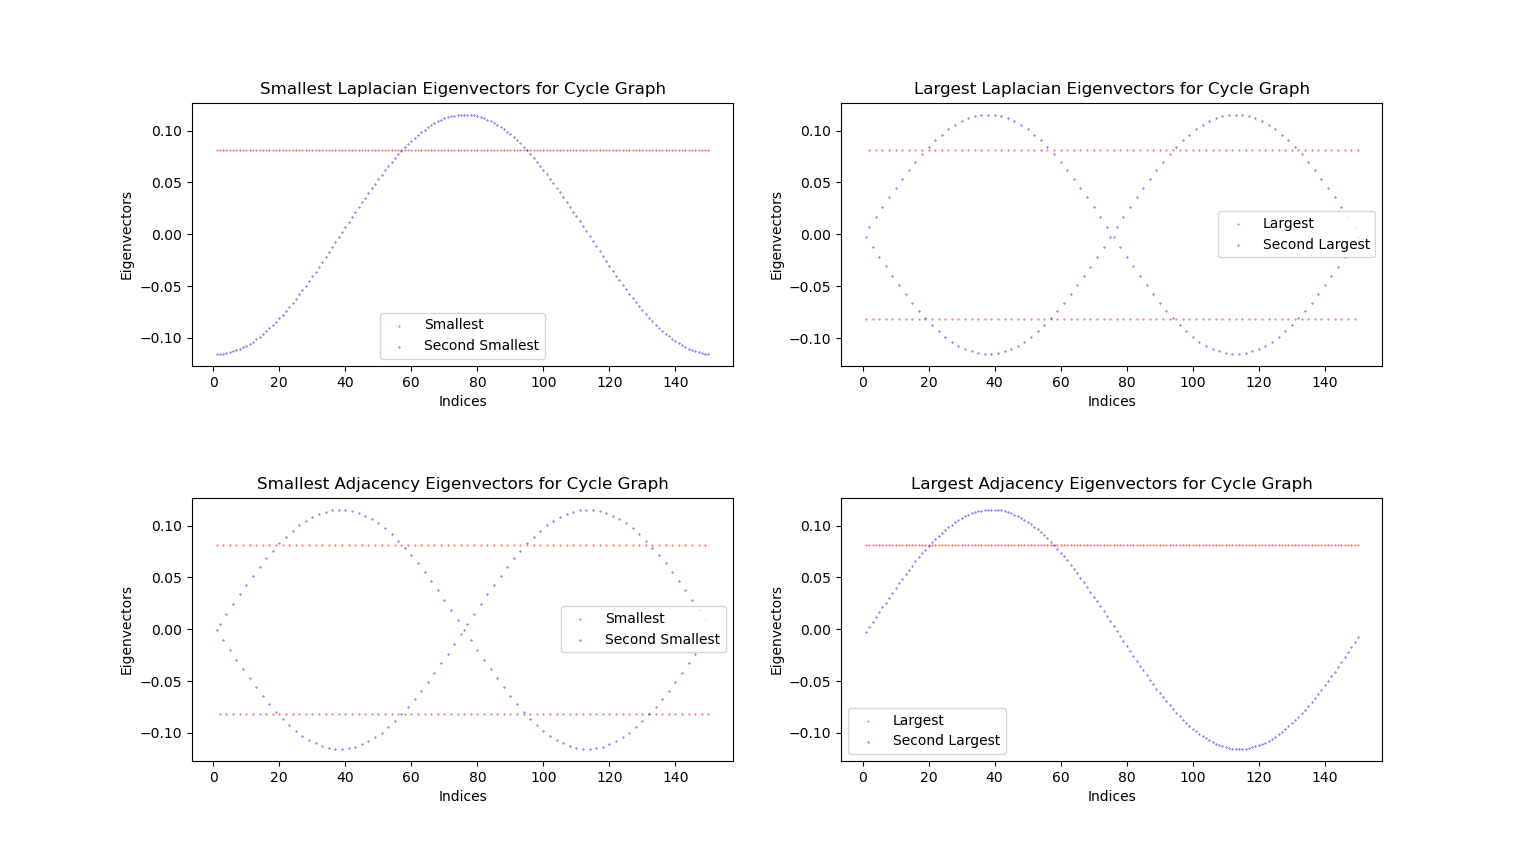 Smallest Laplacian Eigenvectors for Cycle Graph
0.10
0.05
0.00
−0.05
−0.10
Eigenvectors
Smallest
Second Smallest
0 20 40 60 80 100 120 140
Indices
Largest Laplacian Eigenvectors for Cycle Graph
0.10
0.05
0.00
−0.05
−0.10
Eigenvectors
Largest
Second Largest
0 20 40 60 80 100 120 140
Indices
Smallest Adjacency Eigenvectors for Cycle Graph
0.10
0.05
0.00
−0.05
−0.10
Eigenvectors
Smallest
Second Smallest
0 20 40 60 80 100 120 140
Indices
Largest Adjacency Eigenvectors for Cycle Graph
0.10
0.05
0.00
−0.05
−0.10
Eigenvectors
Largest
Second Largest
0 20 40 60 80 100 120 140
Indices